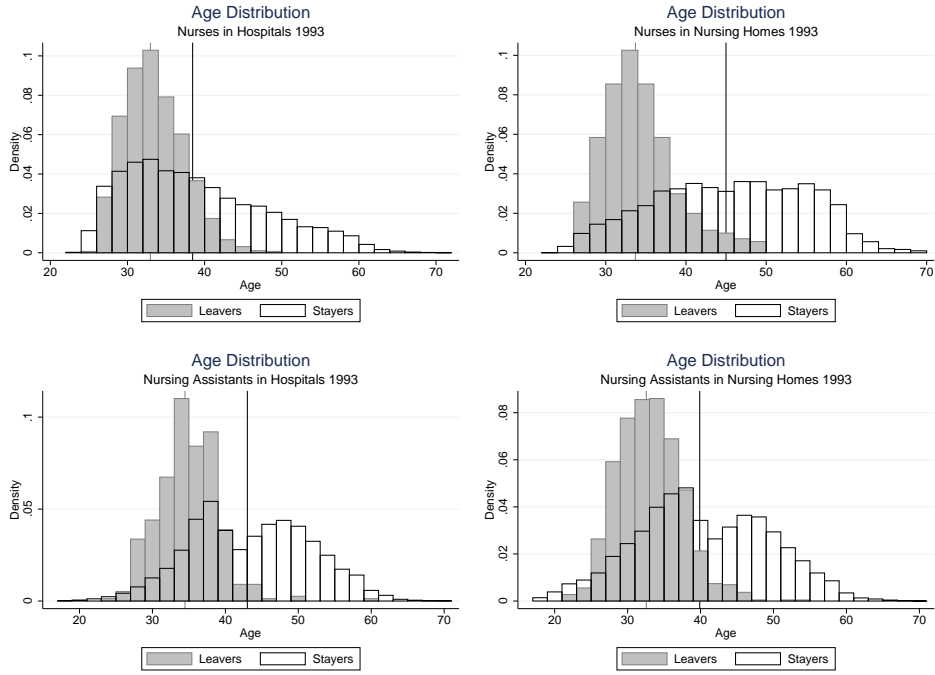 Age Distribution
Nurses in Hospitals 1993
Density
0 .02 .04 .06 .08 .1
20 30 40 50 60 70
Age
Leavers Stayers
Age Distribution
Nurses in Nursing Homes 1993
Density
0 .02 .04 .06 .08 .1
20 30 40 50 60 70
Age
Leavers Stayers
Age Distribution
Nursing Assistants in Hospitals 1993
Density
0 .05 .1
20 30 40 50 60 70
Age
Leavers Stayers
Age Distribution
Nursing Assistants in Nursing Homes 1993
Density
0 .02 .04 .06 .08
20 30 40 50 60 70
Age
Leavers Stayers